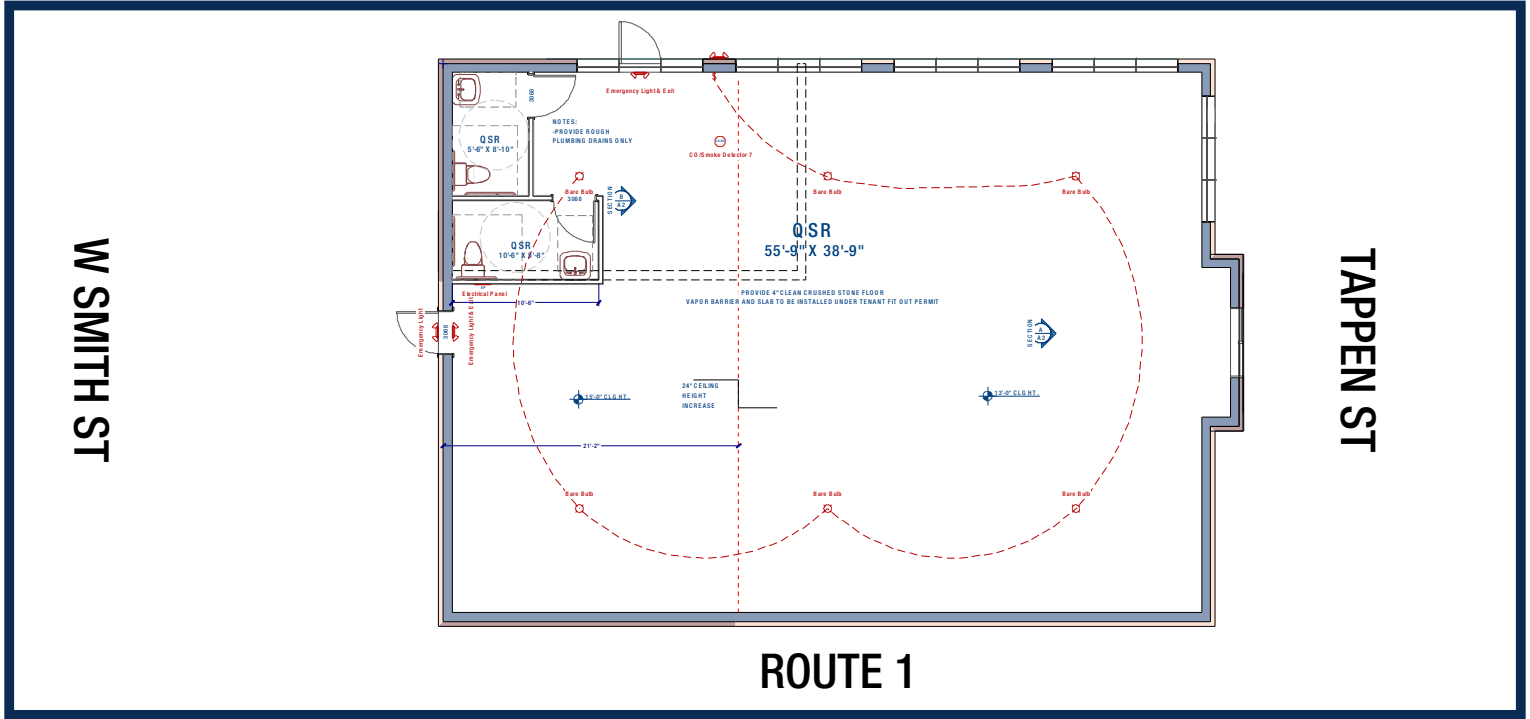 Emergency Light & Exit
S
3068
NOTES:
-PROVIDE ROUGH
PLUMBING DRAINS ONLY
QSR
5'-6" X 8'-10"
CO/Smoke Detector 7
Bare Bulb
3068
Bare Bulb
Bare Bulb
SECTION
B
A2
QSR
55'-9" X 38'-9"
QSR
10'-6" X 5'-8"
Electrical Panel
10'-6"
PROVIDE 4" CLEAN CRUSHED STONE FLOOR
VAPOR BARRIER AND SLAB TO BE INSTALLED UNDER TENANT FIT OUT PERMIT
Emergency Light
3068
Emergency Light & Exit
SECTION
A
A2
24" CEILING
HEIGHT
INCREASE
15'-0" CLG HT.
13'-0" CLG HT.
21'-2"
Bare Bulb
Bare Bulb
Bare Bulb
W SMITH ST
TAPPEN ST
ROUTE 1